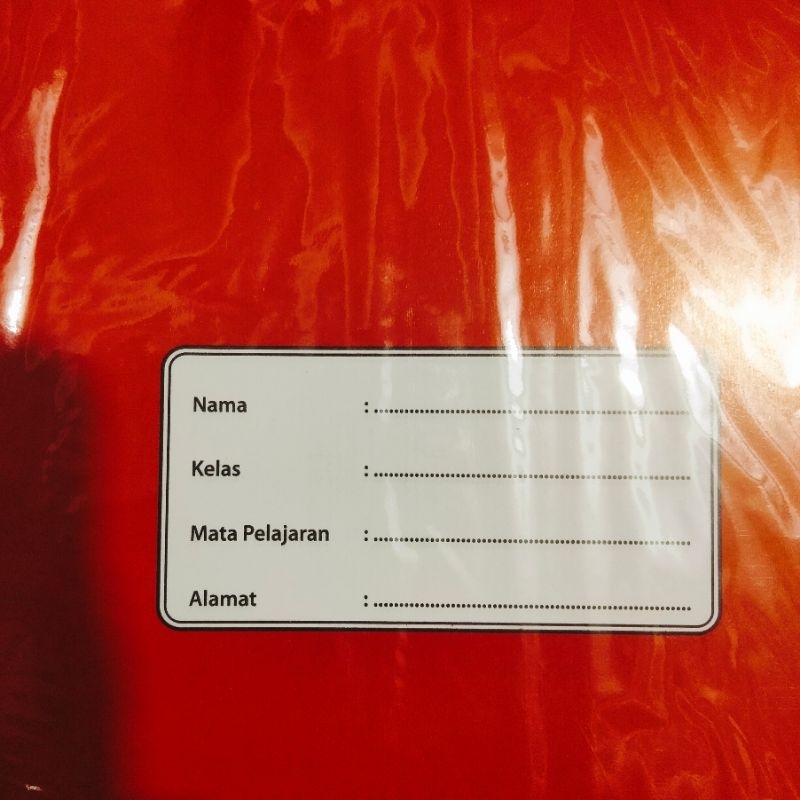 Nama : ..........................................................
Kelas : ..........................................................
Mata Pelajaran : ..........................................................
Alamat : ..........................................................